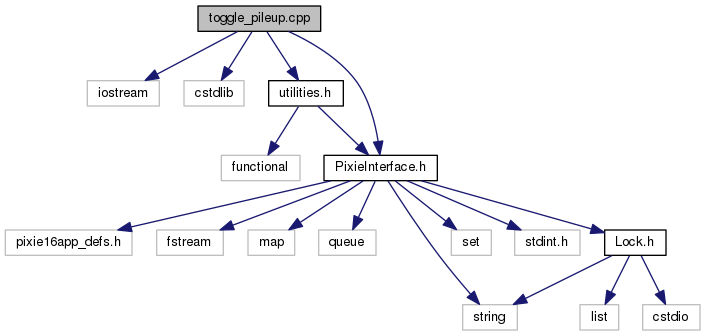 toggle_pileup.cpp
iostream
cstdlib
utilities.h
functional
PixieInterface.h
pixie16app_defs.h
fstream
map
queue
set
stdint.h
Lock.h
string
list
cstdio